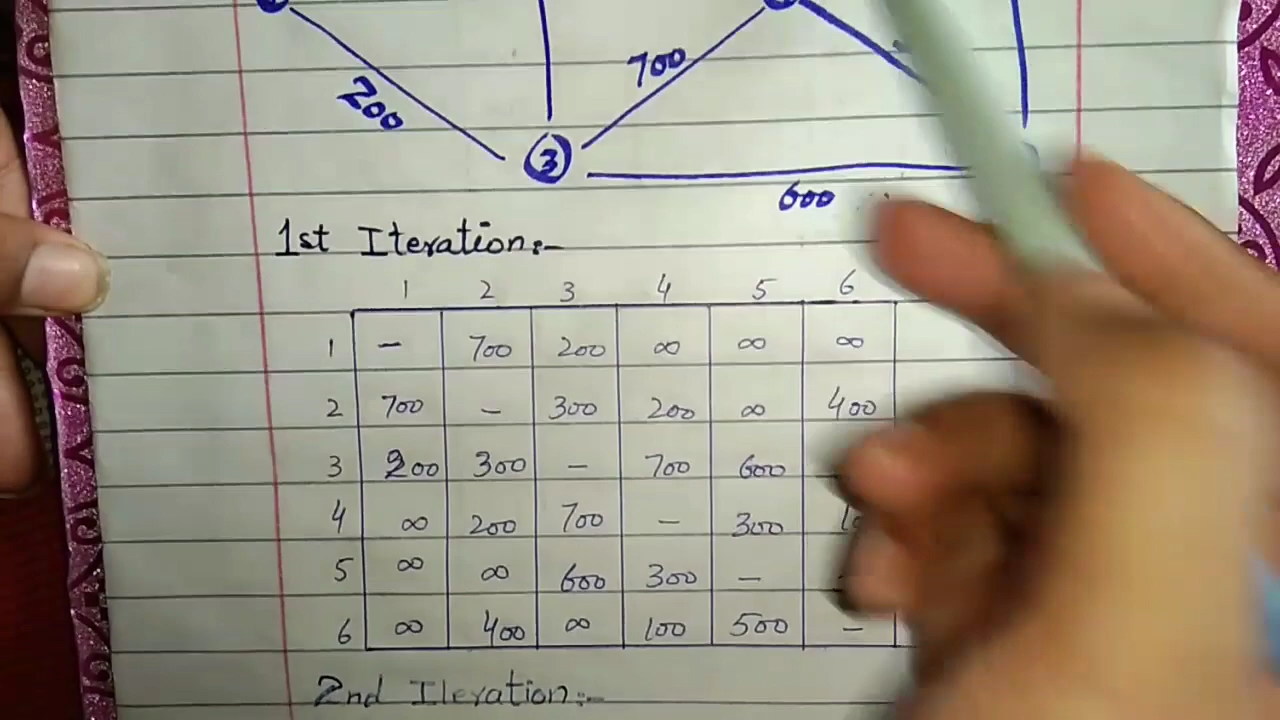 700
200
3
600
1st Iteration:-
1 2 3 4 5 6
1 - 700 200 ∞ ∞ ∞
2 700 - 300 200 ∞ 400
3 200 300 - 700 600
4 ∞ 200 700 - 300
5 ∞ ∞ 600 300 -
6 ∞ 400 ∞ 100 500 -
2nd Ileration:-